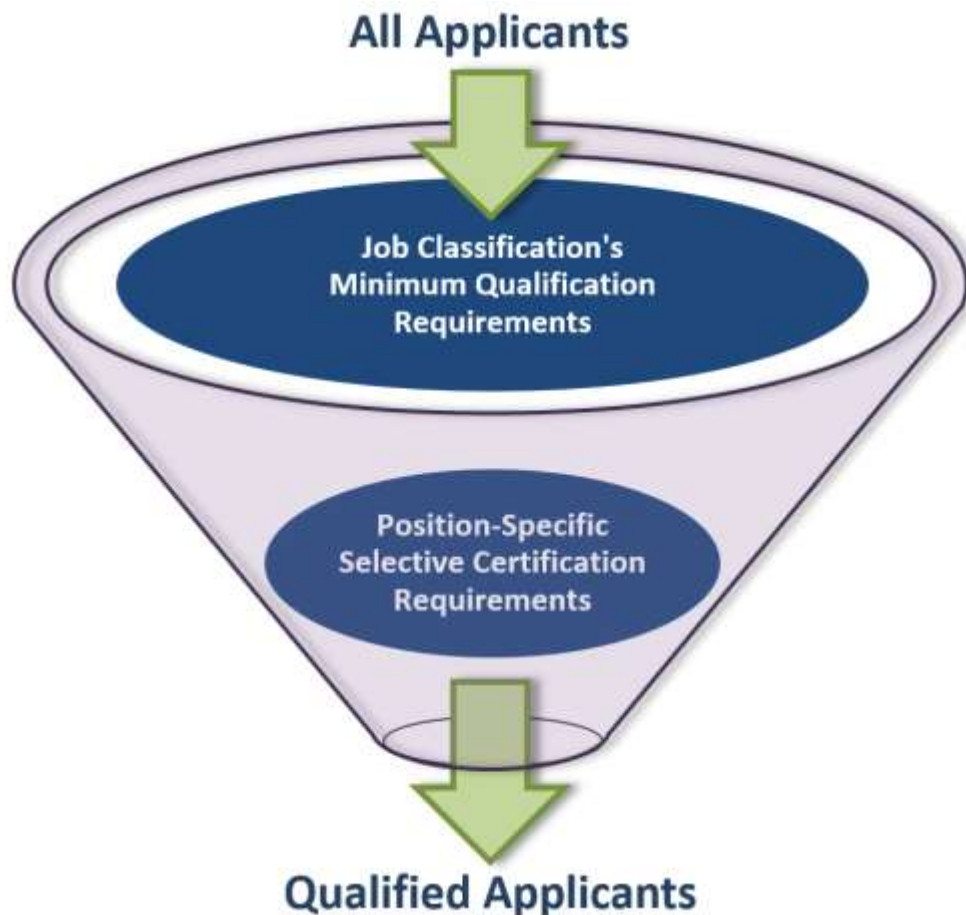 All Applicants
Job Classification's
Minimum Qualification
Requirements
Position-Specific
Selective Certification
Requirements
Qualified Applicants